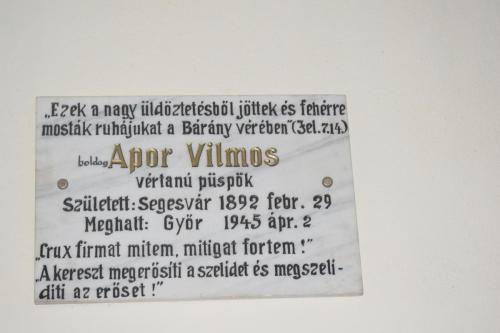 „Ezek a nagy üldöztetésből jöttek és fehérre
mosták ruhájukat a Bárány vérében"(Jel.7.14.)
boldog Apor Vilmos
vértanú püspök
Született: Segesvár 1892 febr. 29
Meghalt: Győr 1945 ápr. 2
„Crux firmat mitem, mitigat fortem !"
„A kereszt megerősíti a szelidet és megszeli-
díti az erőset !"